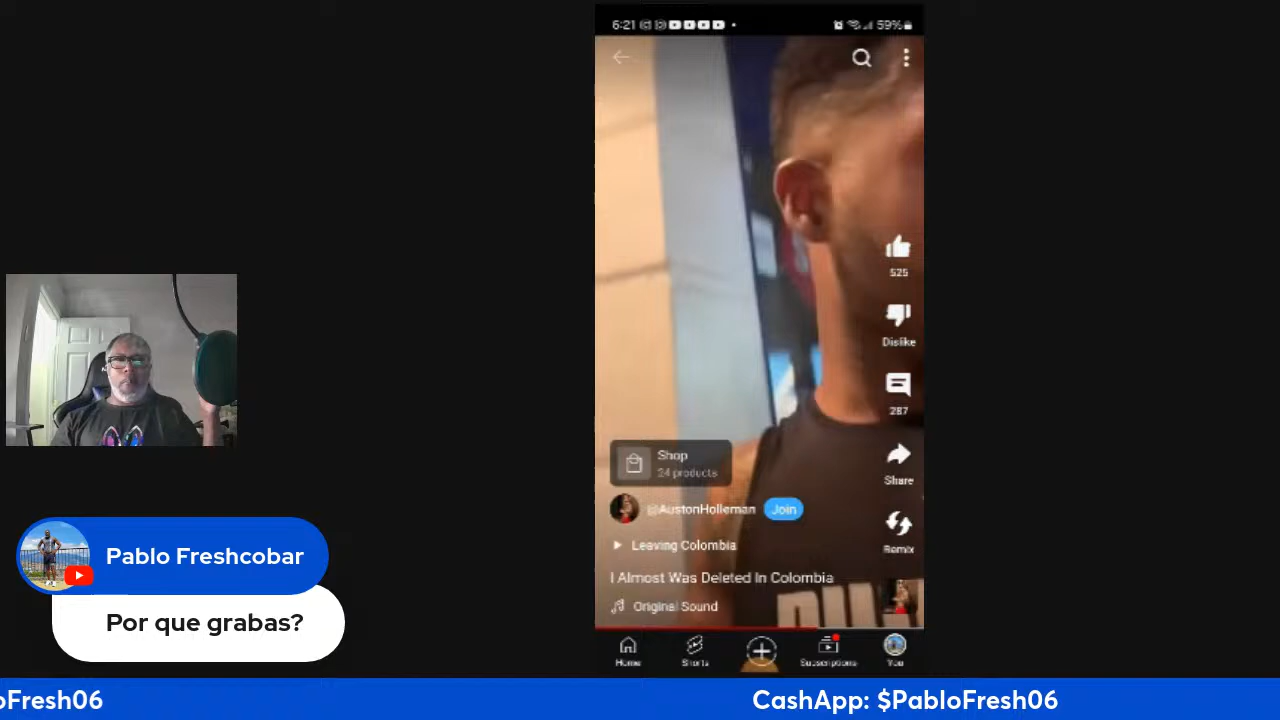 6:21
59%
525
Dislike
287
Shop
24 products
Share
@AustonHolleman
Join
Leaving Colombia
Remix
I Almost Was Deleted In Colombia
Original Sound
Home
Shorts
Subscriptions
You
Pablo Freshcobar
Por que grabas?
oFresh06
CashApp: $PabloFresh06